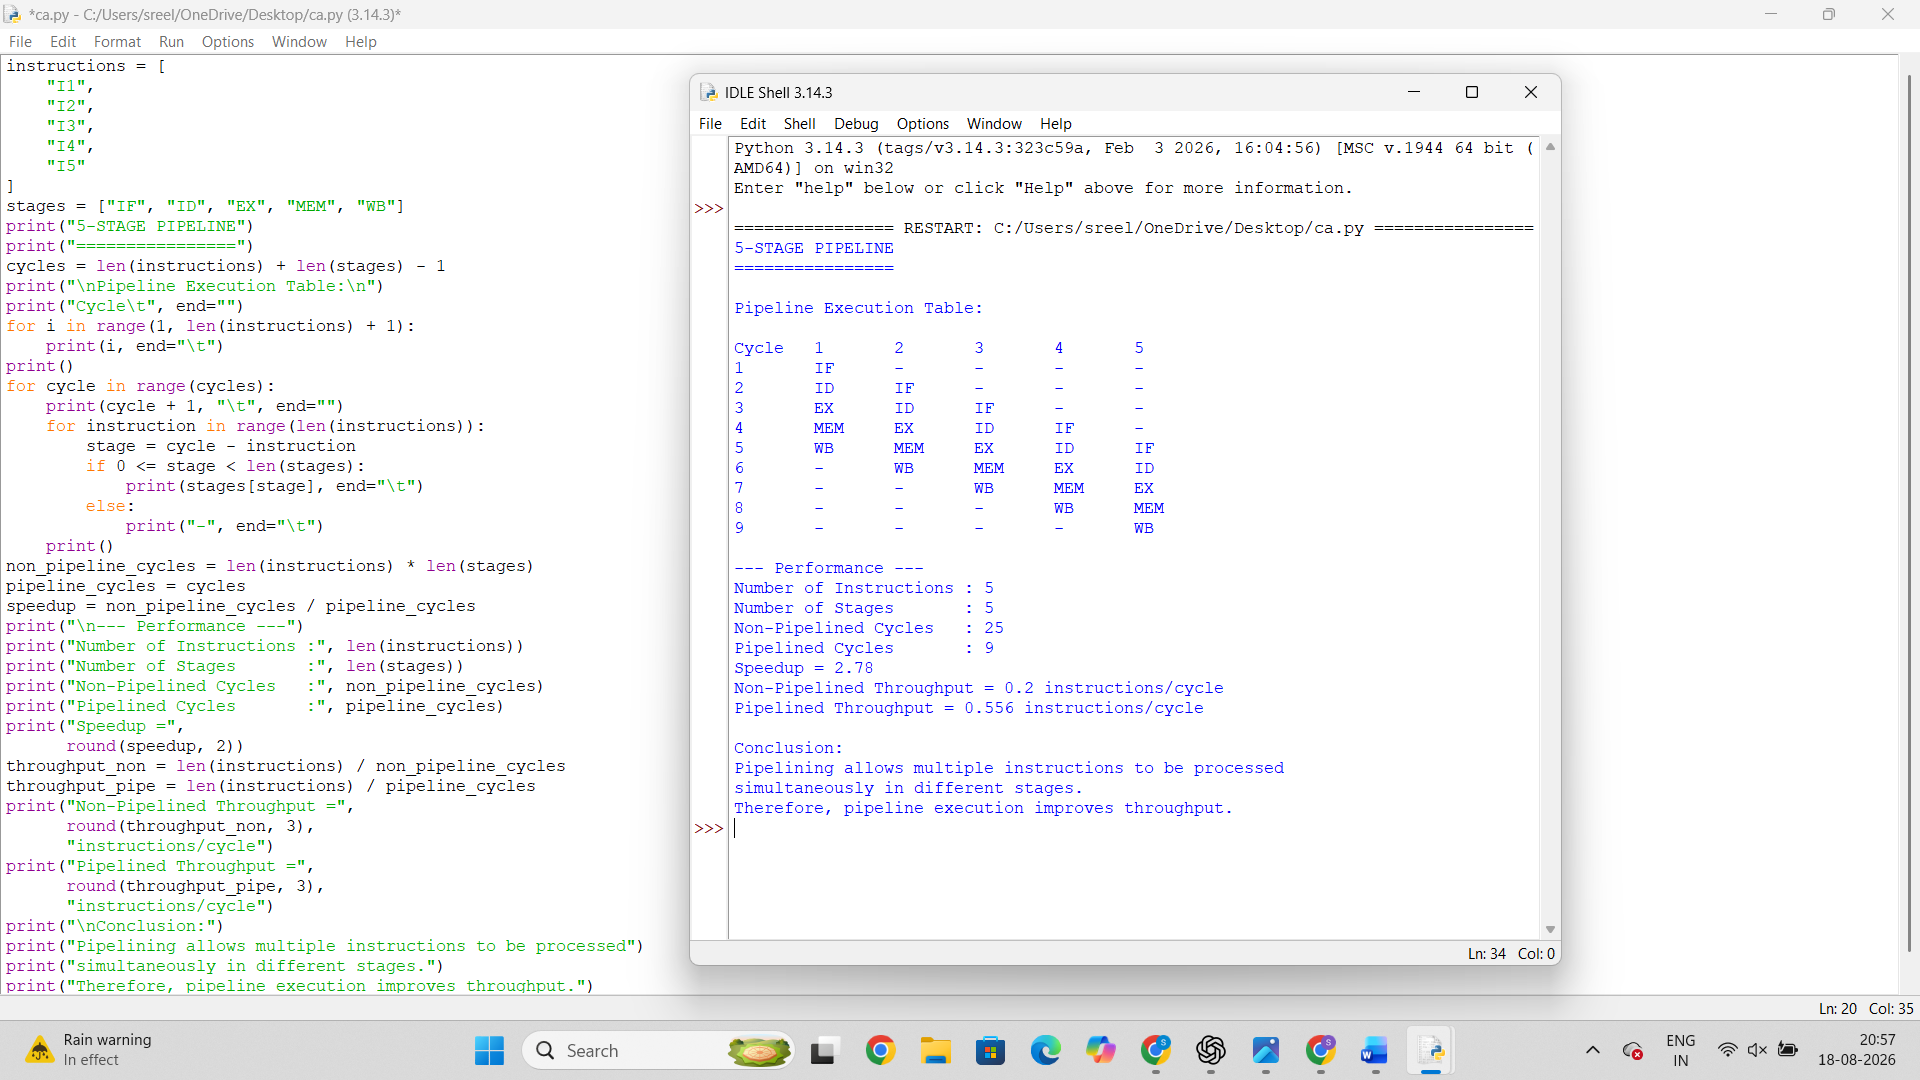 *ca.py - C:/Users/sreel/OneDrive/Desktop/ca.py (3.14.3)*
File Edit Format Run Options Window Help
instructions = [
    "I1",
    "I2",
    "I3",
    "I4",
    "I5"
]
stages = ["IF", "ID", "EX", "MEM", "WB"]
print("5-STAGE PIPELINE")
print("================")
cycles = len(instructions) + len(stages) - 1
print("\nPipeline Execution Table:\n")
print("Cycle\t", end="")
for i in range(1, len(instructions) + 1):
    print(i, end="\t")
print()
for cycle in range(cycles):
    print(cycle + 1, "\t", end="")
    for instruction in range(len(instructions)):
        stage = cycle - instruction
        if 0 <= stage < len(stages):
            print(stages[stage], end="\t")
        else:
            print("-", end="\t")
    print()
non_pipeline_cycles = len(instructions) * len(stages)
pipeline_cycles = cycles
speedup = non_pipeline_cycles / pipeline_cycles
print("\n--- Performance ---")
print("Number of Instructions :", len(instructions))
print("Number of Stages       :", len(stages))
print("Non-Pipelined Cycles   :", non_pipeline_cycles)
print("Pipelined Cycles       :", pipeline_cycles)
print("Speedup =",
      round(speedup, 2))
throughput_non = len(instructions) / non_pipeline_cycles
throughput_pipe = len(instructions) / pipeline_cycles
print("Non-Pipelined Throughput =",
      round(throughput_non, 3),
      "instructions/cycle")
print("Pipelined Throughput =",
      round(throughput_pipe, 3),
      "instructions/cycle")
print("\nConclusion:")
print("Pipelining allows multiple instructions to be processed")
print("simultaneously in different stages.")
print("Therefore, pipeline execution improves throughput.")
IDLE Shell 3.14.3
File Edit Shell Debug Options Window Help
Python 3.14.3 (tags/v3.14.3:323c59a, Feb  3 2026, 16:04:56) [MSC v.1944 64 bit (
AMD64)] on win32
Enter "help" below or click "Help" above for more information.
>>>
================ RESTART: C:/Users/sreel/OneDrive/Desktop/ca.py ================
5-STAGE PIPELINE
================
Pipeline Execution Table:
Cycle 1 2 3 4 5
1 IF - - - -
2 ID IF - - -
3 EX ID IF - -
4 MEM EX ID IF -
5 WB MEM EX ID IF
6 - WB MEM EX ID
7 - - WB MEM EX
8 - - - WB MEM
9 - - - - WB
--- Performance ---
Number of Instructions : 5
Number of Stages       : 5
Non-Pipelined Cycles   : 25
Pipelined Cycles       : 9
Speedup = 2.78
Non-Pipelined Throughput = 0.2 instructions/cycle
Pipelined Throughput = 0.556 instructions/cycle
Conclusion:
Pipelining allows multiple instructions to be processed
simultaneously in different stages.
Therefore, pipeline execution improves throughput.
>>>
Ln: 34 Col: 0
Ln: 20 Col: 35
Rain warning
In effect
Search
ENG
IN
20:57
18-08-2026